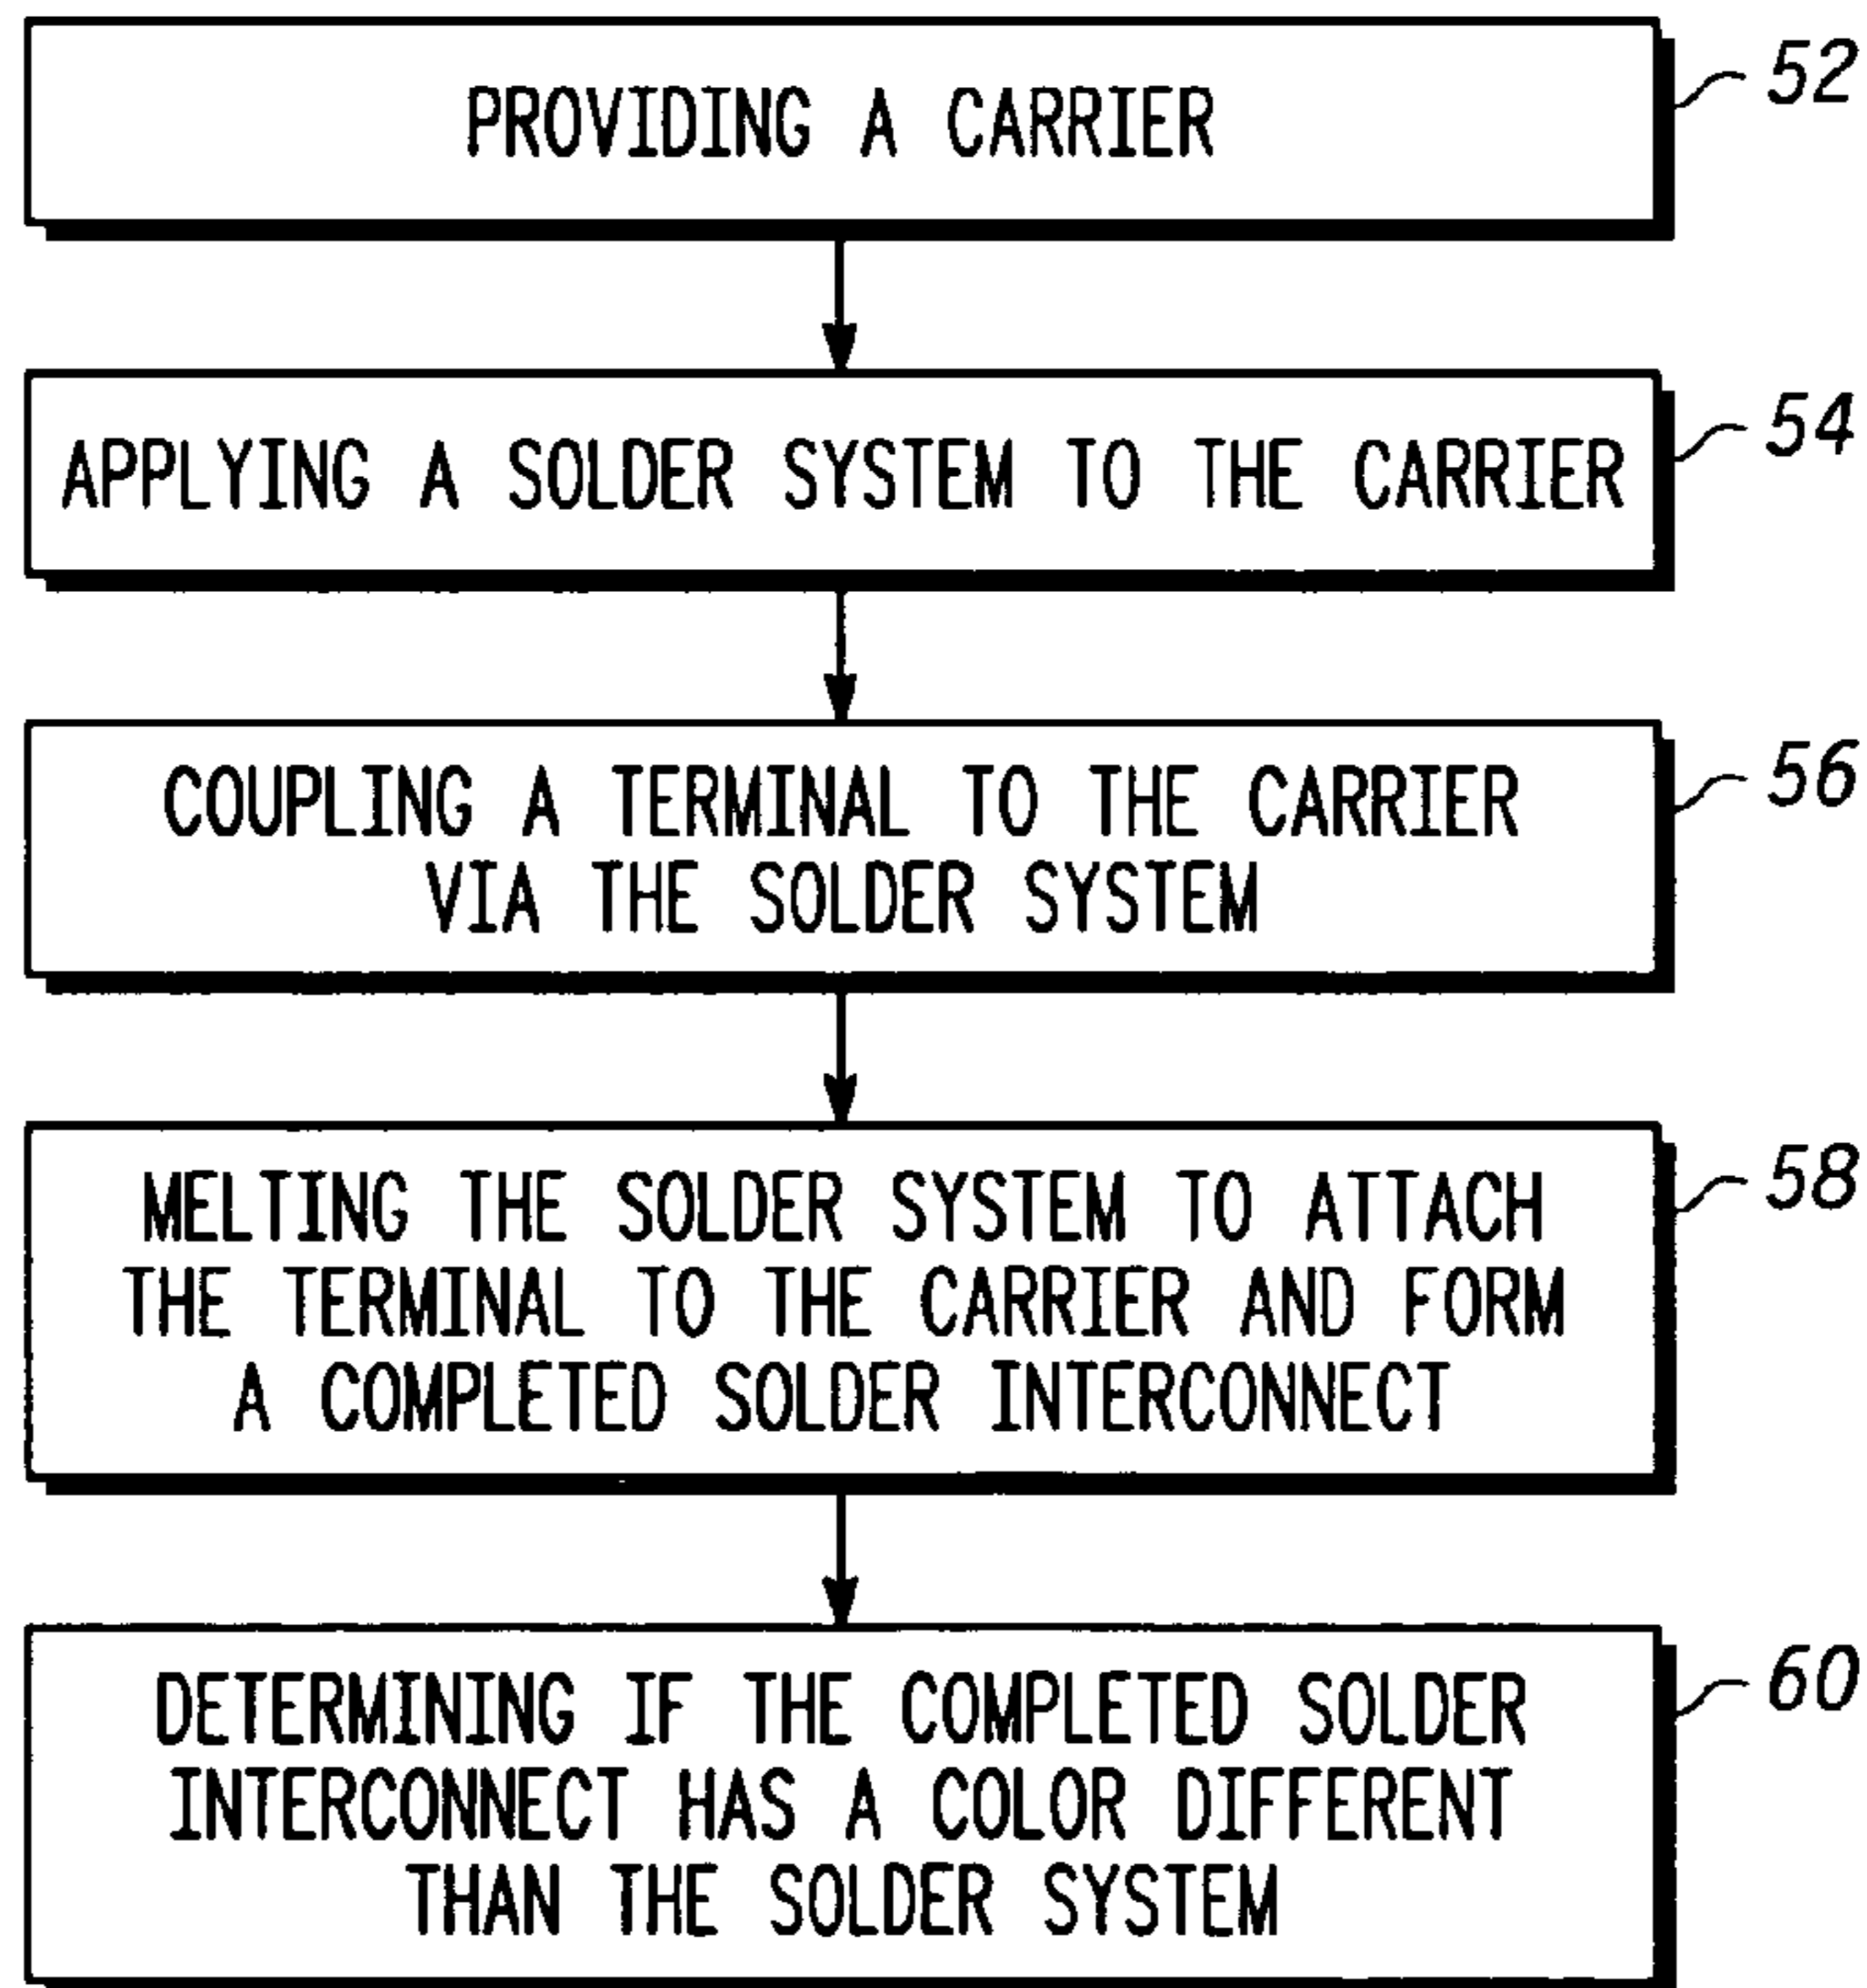 PROVIDING A CARRIER
52
APPLYING A SOLDER SYSTEM TO THE CARRIER
54
COUPLING A TERMINAL TO THE CARRIER
VIA THE SOLDER SYSTEM
56
MELTING THE SOLDER SYSTEM TO ATTACH
THE TERMINAL TO THE CARRIER AND FORM
A COMPLETED SOLDER INTERCONNECT
58
DETERMINING IF THE COMPLETED SOLDER
INTERCONNECT HAS A COLOR DIFFERENT
THAN THE SOLDER SYSTEM
60